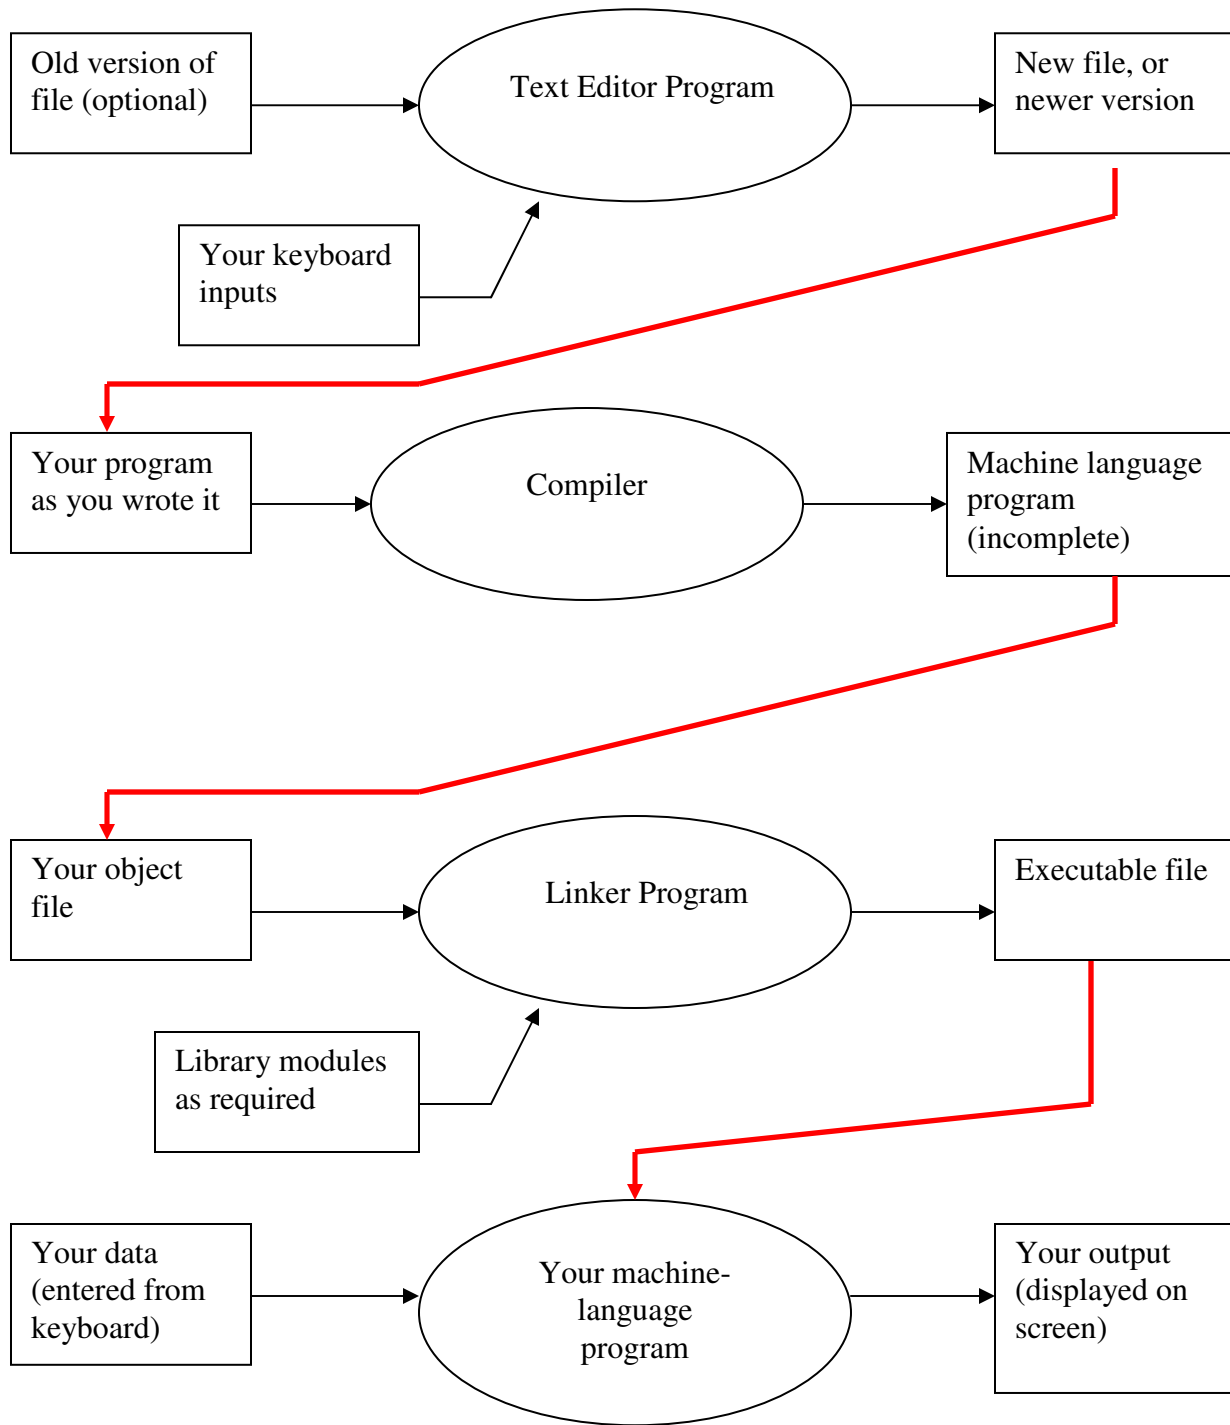 Old version of
file (optional)
Text Editor Program
New file, or
newer version
Your keyboard
inputs
Your program
as you wrote it
Compiler
Machine language
program
(incomplete)
Your object
file
Linker Program
Executable file
Library modules
as required
Your data
(entered from
keyboard)
Your machine-
language
program
Your output
(displayed on
screen)